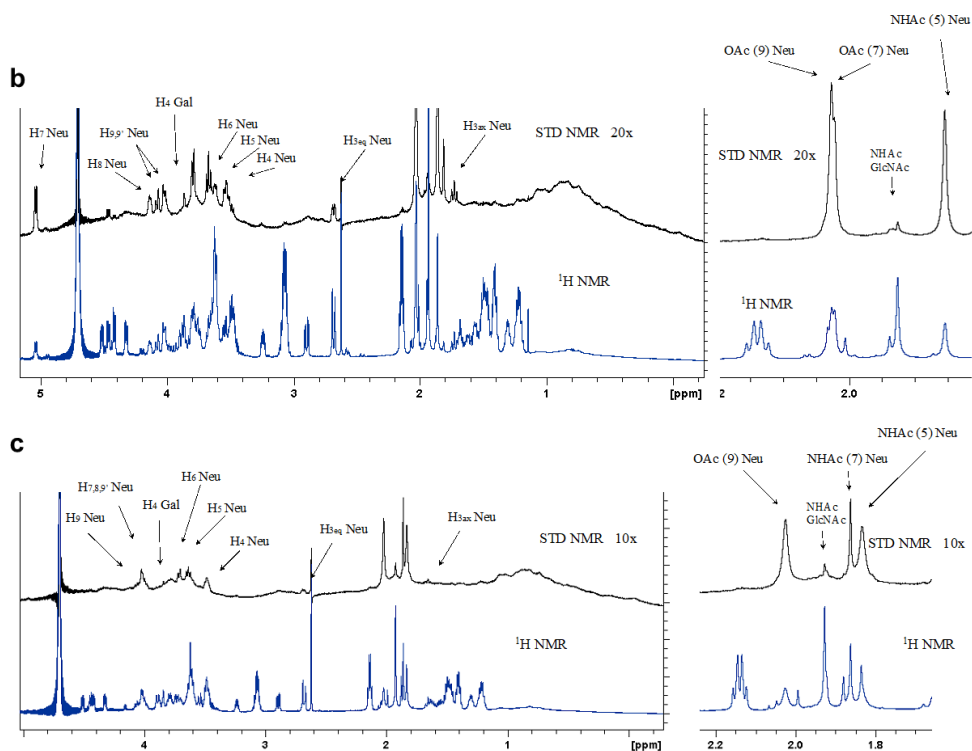 b
NHAc (5) Neu
OAc (9) Neu
OAc (7) Neu
H4 Gal
H7 Neu
H9,9' Neu
H6 Neu
H5 Neu
H8 Neu
H4 Neu
H3eq Neu
H3ax Neu
STD NMR 20x
STD NMR 20x
NHAc
GlcNAc
1H NMR
1H NMR
5 4 3 2 1 [ppm]
2 2.0
c
NHAc (5) Neu
OAc (9) Neu
NHAc (7) Neu
H6 Neu
H7,8,9' Neu
H4 Gal
H5 Neu
H9 Neu
H4 Neu
H3eq Neu
H3ax Neu
STD NMR 10x
NHAc
GlcNAc
STD NMR 10x
1H NMR
1H NMR
4 3 2 1 [ppm]
2.2 2.0 1.8